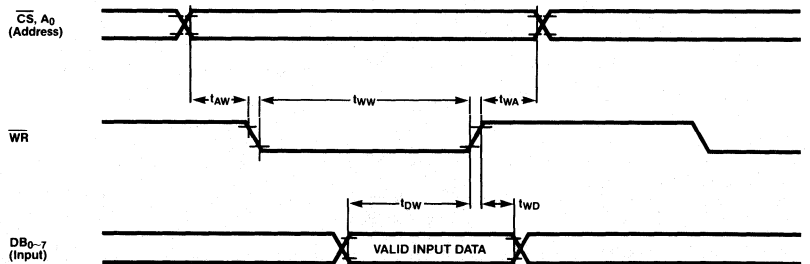 CS, A0
(Address)
tAW
tWW
tWA
WR
tDW
tWD
DB0~7
(Input)
VALID INPUT DATA